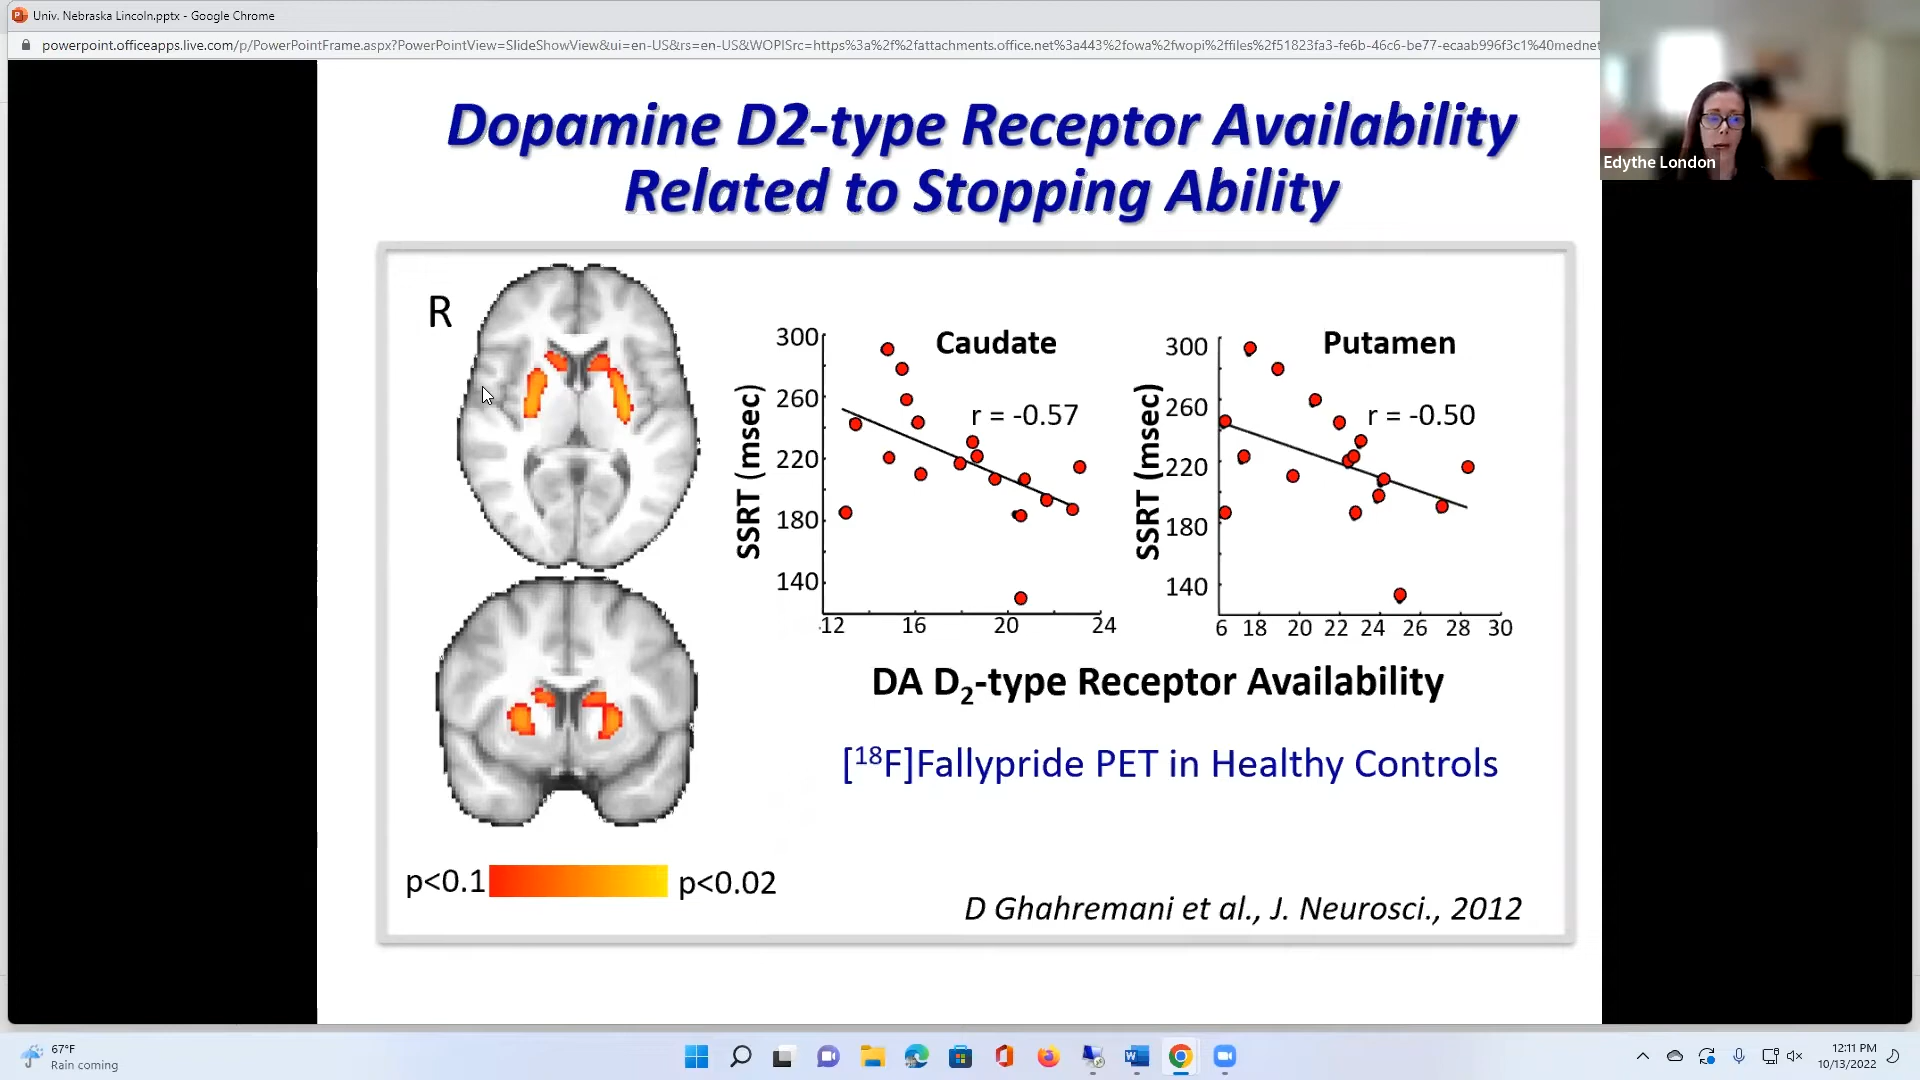 Univ. Nebraska Lincoln.pptx - Google Chrome
powerpoint.officeapps.live.com/p/PowerPointFrame.aspx?PowerPointView=SlideShowView&ui=en-US&rs=en-US&WOPISrc=https%3a%2f%2fattachments.office.net%3a443%2fowa%2fwopi%2ffiles%2f51823fa3-fe6b-46c6-be77-ecaab996f3c1%40mednet
Edythe London
Dopamine D2-type Receptor Availability
Related to Stopping Ability
R
Caudate
r = -0.57
SSRT (msec)
300
260
220
180
140
12 16 20 24
Putamen
r = -0.50
SSRT (msec)
300
260
220
180
140
6 18 20 22 24 26 28 30
DA D₂-type Receptor Availability
[¹⁸F]Fallypride PET in Healthy Controls
p<0.1
p<0.02
D Ghahremani et al., J. Neurosci., 2012
67°F
Rain coming
12:11 PM
10/13/2022